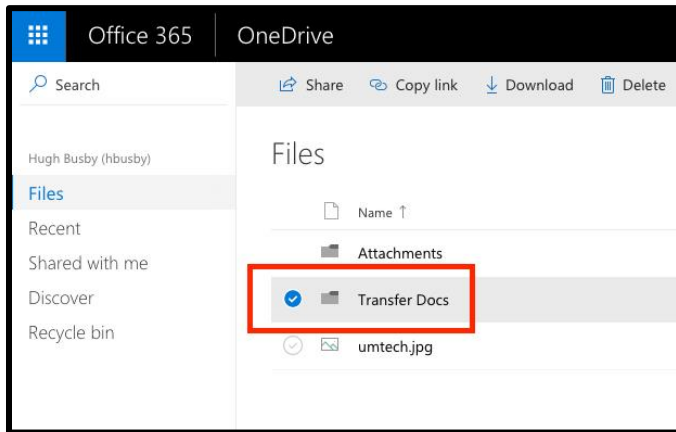 Office 365 OneDrive
Search
Share Copy link Download Delete
Hugh Busby (hbusby)
Files
Recent
Shared with me
Discover
Recycle bin
Files
Name ↑
Attachments
Transfer Docs
umtech.jpg